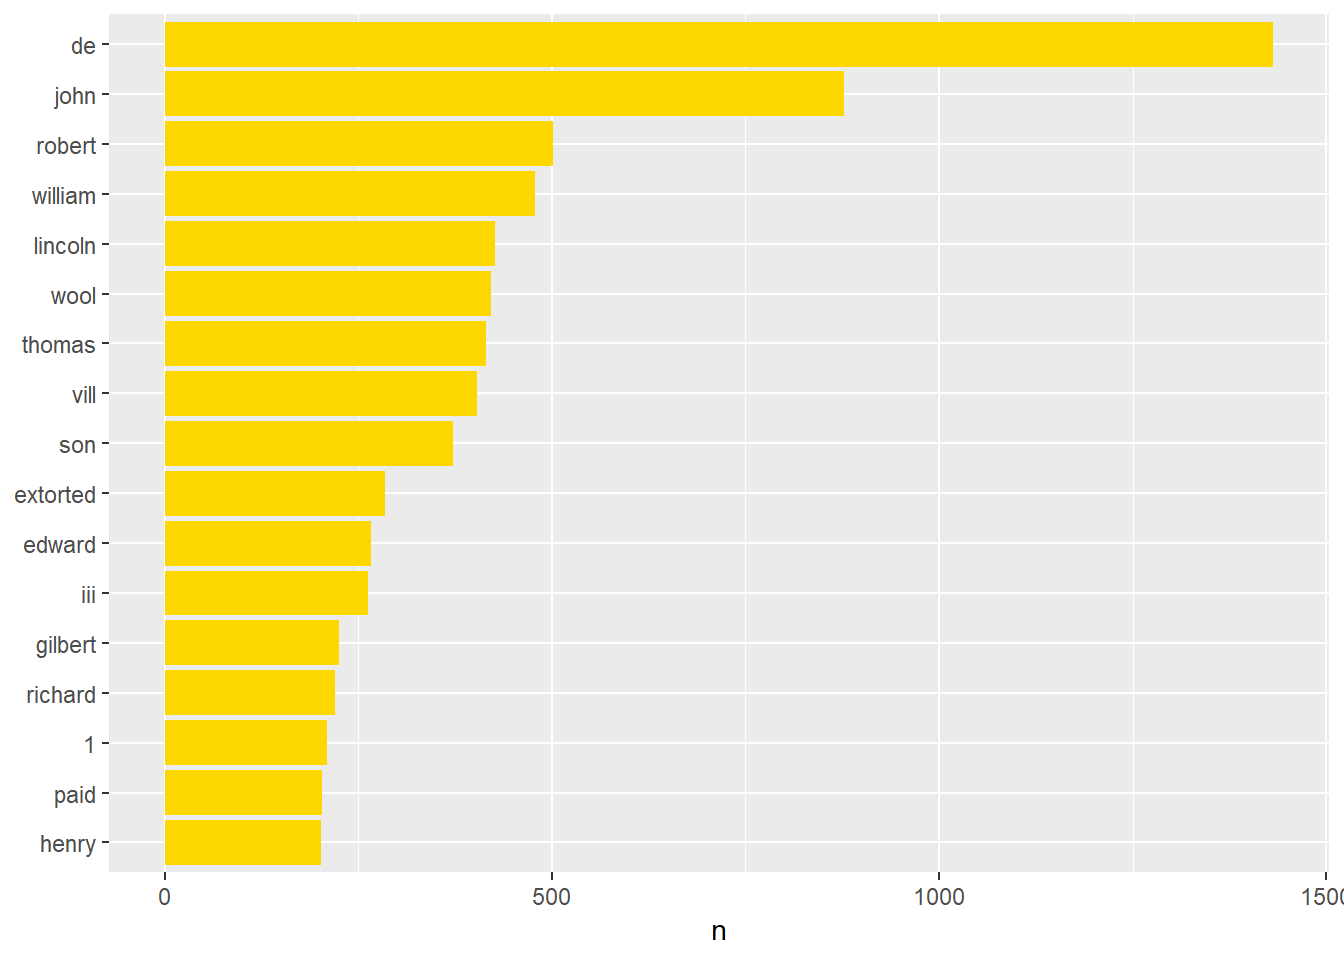 de
john
robert
william
lincoln
wool
thomas
vill
son
extorted
edward
iii
gilbert
richard
1
paid
henry
0 500 1000 1500
n